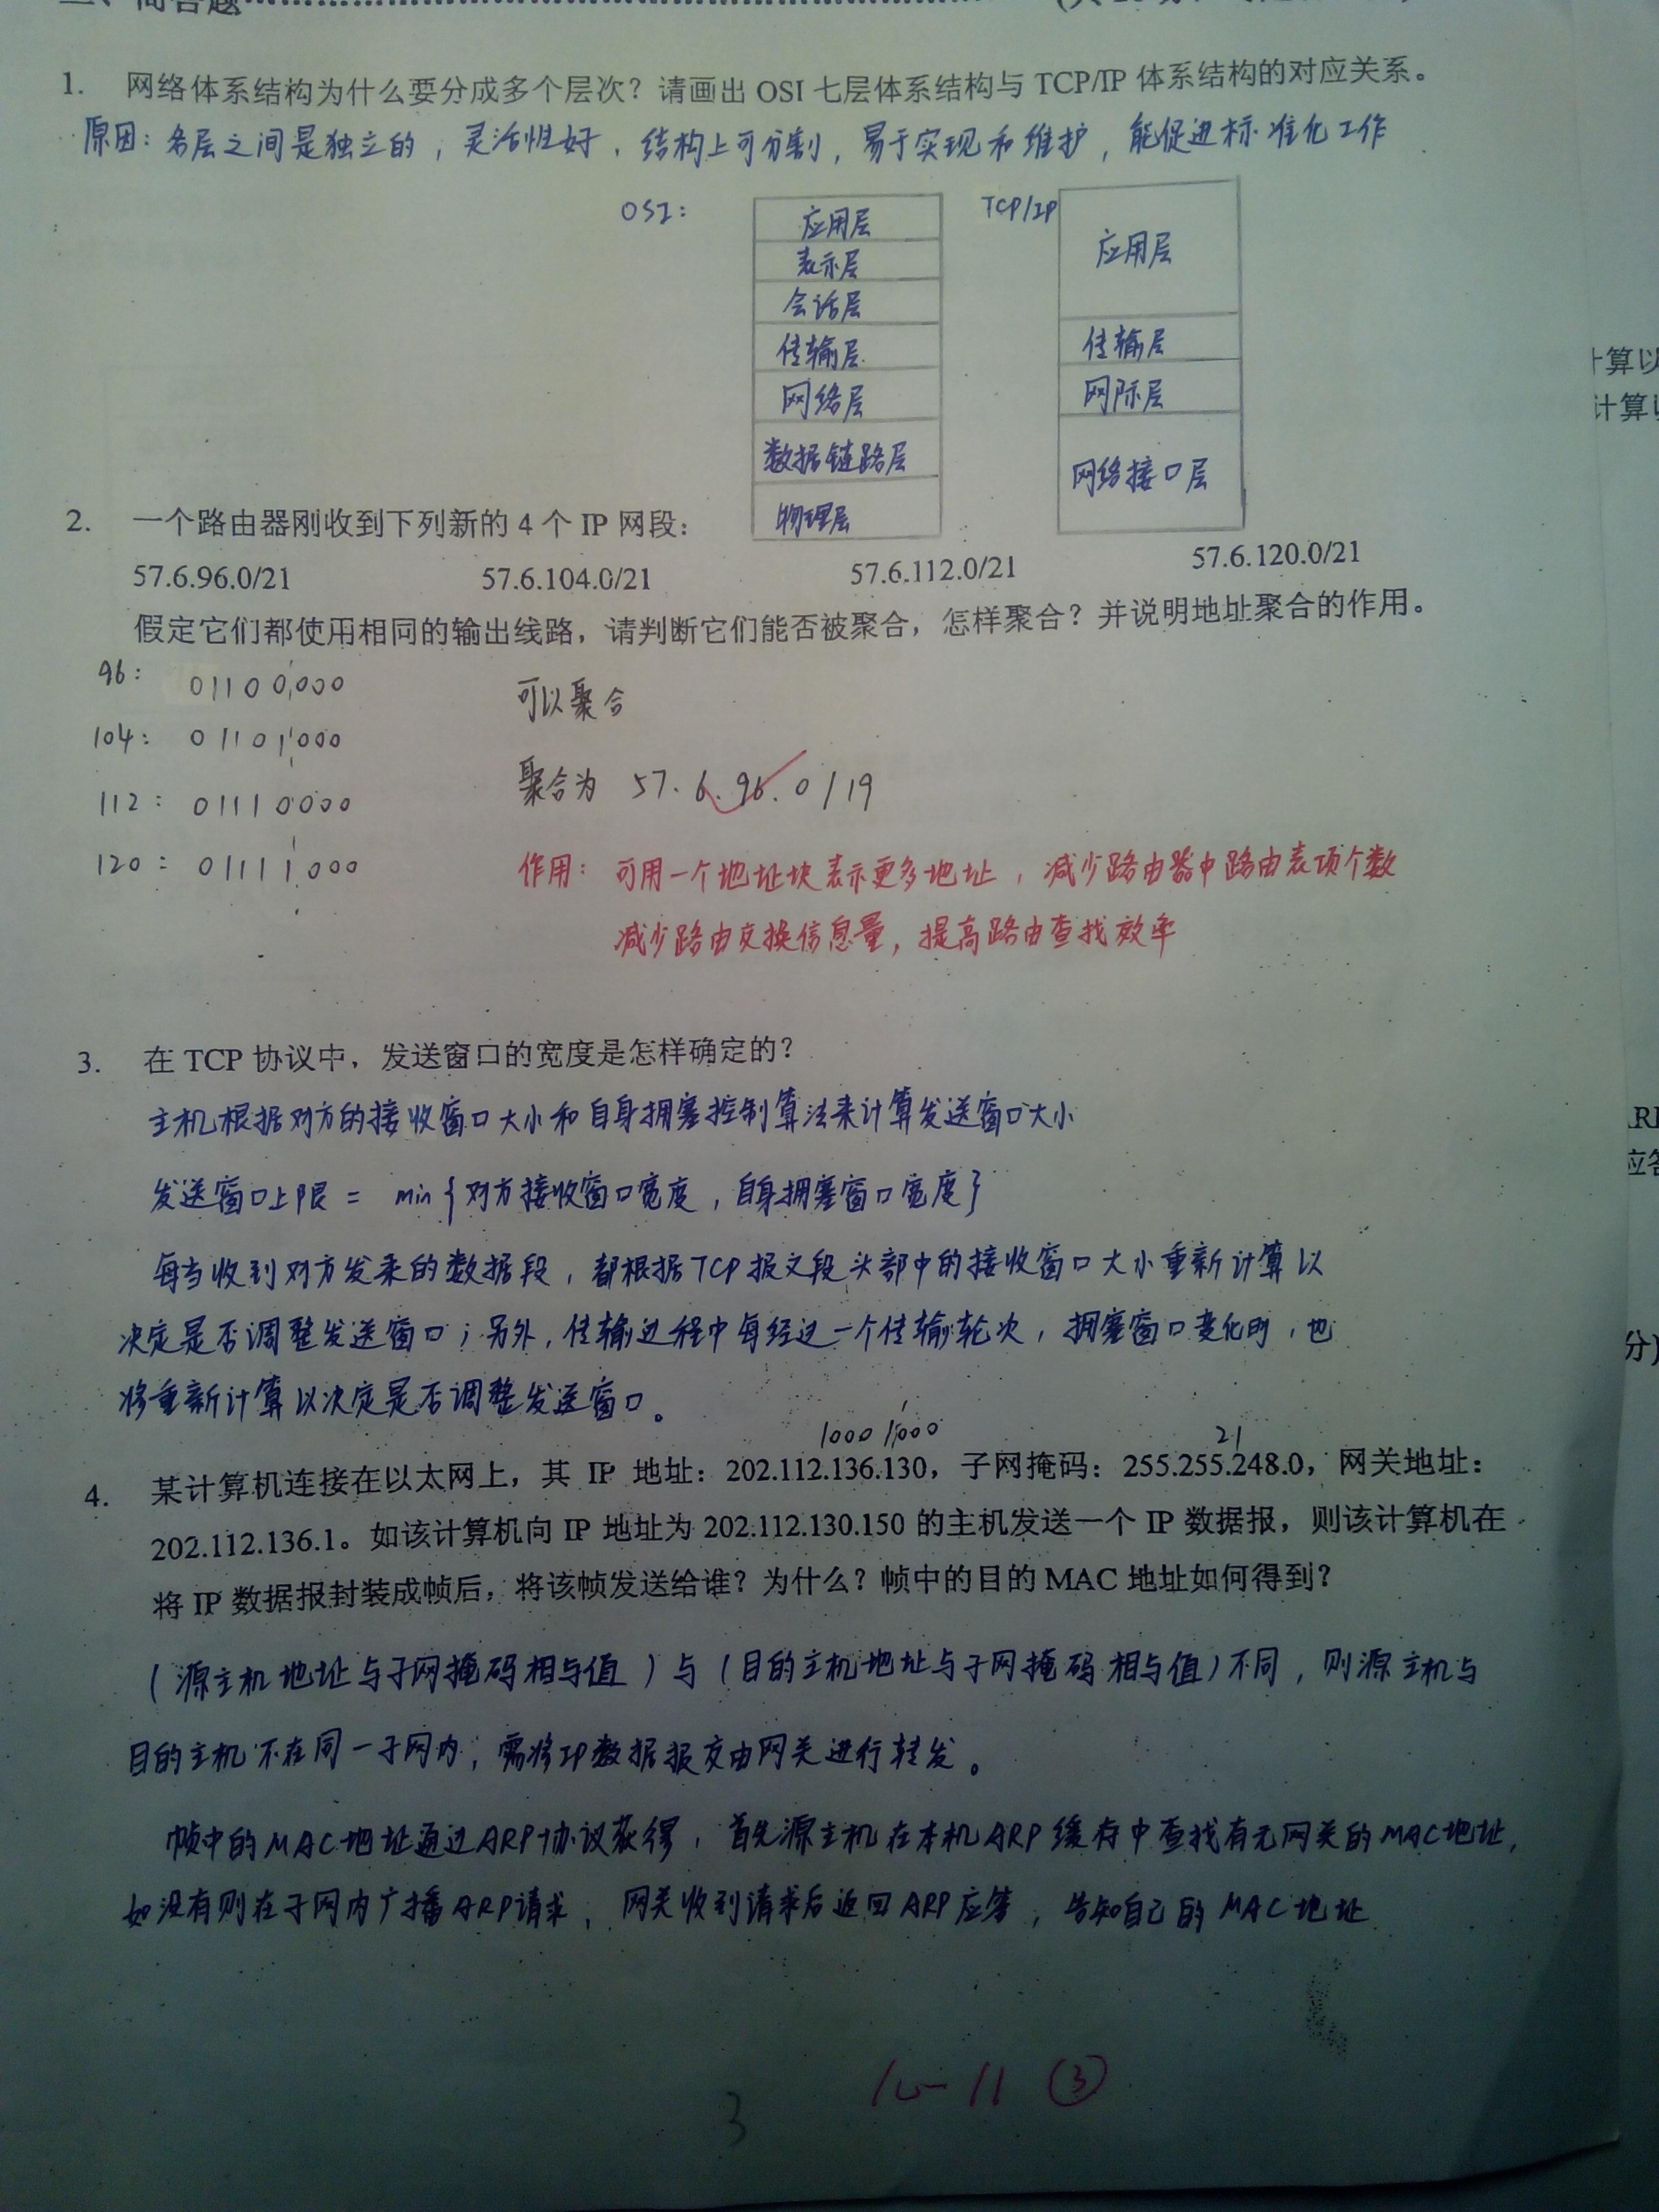 1. 网络体系结构为什么要分成多个层次？请画出 OSI 七层体系结构与 TCP/IP 体系结构的对应关系。
原因：各层之间是独立的，灵活性好，结构上可分割，易于实现和维护，能促进标准化工作
OSI：
应用层
表示层
会话层
传输层
网络层
数据链路层
物理层
TCP/IP
应用层
传输层
网际层
网络接口层
2. 一个路由器刚收到下列新的 4 个 IP 网段：
57.6.96.0/21 57.6.104.0/21 57.6.112.0/21 57.6.120.0/21
假定它们都使用相同的输出线路，请判断它们能否被聚合，怎样聚合？并说明地址聚合的作用。
96： 01100000
104： 01101000
112： 01110000
120： 01111000
可以聚合
聚合为 57.6.96.0/19
作用：可用一个地址块表示更多地址，减少路由器中路由表项个数
减少路由交换信息量，提高路由查找效率
3. 在 TCP 协议中，发送窗口的宽度是怎样确定的？
主机根据对方的接收窗口大小和自身拥塞控制算法来计算发送窗口大小
发送窗口上限 = min{对方接收窗口宽度，自身拥塞窗口宽度}
每当收到对方发来的数据段，都根据TCP报文段头部中的接收窗口大小重新计算以
决定是否调整发送窗口；另外，传输过程中每经过一个传输轮次，拥塞窗口变化时，也
将重新计算以决定是否调整发送窗口。
10001000
21
4. 某计算机连接在以太网上，其 IP 地址：202.112.136.130，子网掩码：255.255.248.0，网关地址：
202.112.136.1。如该计算机向 IP 地址为 202.112.130.150 的主机发送一个 IP 数据报，则该计算机在
将 IP 数据报封装成帧后，将该帧发送给谁？为什么？帧中的目的 MAC 地址如何得到？
（源主机地址与子网掩码相与值）与（目的主机地址与子网掩码相与值）不同，则源主机与
目的主机不在同一子网内，需将IP数据报交由网关进行转发。
帧中的MAC地址通过ARP协议获得，首先源主机在本机ARP缓存中查找有无网关的MAC地址，
如没有则在子网内广播ARP请求，网关收到请求后返回ARP应答，告知自己的MAC地址
3
10-11 ③
计算以
计算以
应答
分)